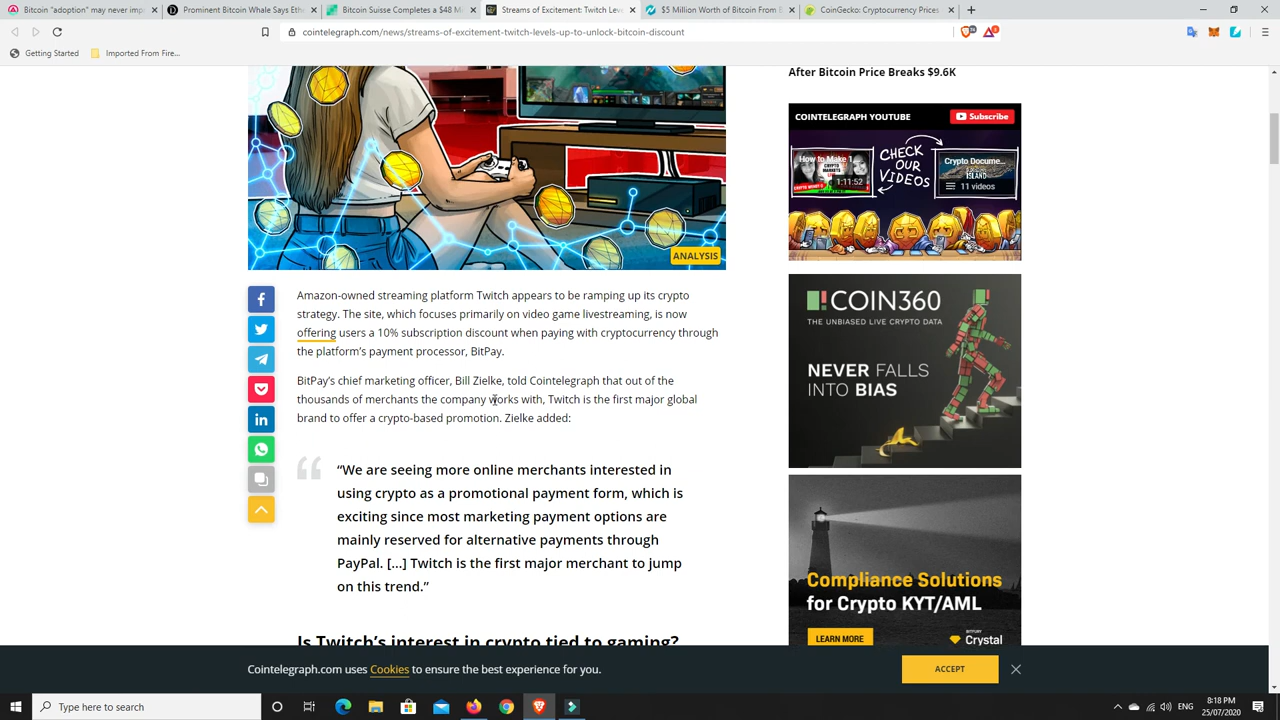 Bitcoin "adoption" may never imp
Prominent Bitcoin Whale Says Eth
Bitcoin Suisse Completes a $48 M
Streams of Excitement: Twitch Lev
$5 Million Worth of Bitcoin From B
CoinGecko: Cryptocurrency Prices
cointelegraph.com/news/streams-of-excitement-twitch-levels-up-to-unlock-bitcoin-discount
Getting Started
Imported From Fire...
After Bitcoin Price Breaks $9.6K
COINTELEGRAPH YOUTUBE
Subscribe
How to Make 1
1:11:52
CHECK
OUR
VIDEOS
Crypto Docume...
ISLAND
11 videos
ANALYSIS
Amazon-owned streaming platform Twitch appears to be ramping up its crypto
strategy. The site, which focuses primarily on video game livestreaming, is now
offering users a 10% subscription discount when paying with cryptocurrency through
the platform's payment processor, BitPay.
BitPay's chief marketing officer, Bill Zielke, told Cointelegraph that out of the
thousands of merchants the company works with, Twitch is the first major global
brand to offer a crypto-based promotion. Zielke added:
“We are seeing more online merchants interested in
using crypto as a promotional payment form, which is
exciting since most marketing payment options are
mainly reserved for alternative payments through
PayPal. [...] Twitch is the first major merchant to jump
on this trend.”
Is Twitch's interest in crypto tied to gaming?
COIN360
THE UNBIASED LIVE CRYPTO DATA
NEVER FALLS
INTO BIAS
Compliance Solutions
for Crypto KYT/AML
LEARN MORE
Crystal
Cointelegraph.com uses Cookies to ensure the best experience for you.
ACCEPT
Type here to search
ENG
8:18 PM
25/07/2020